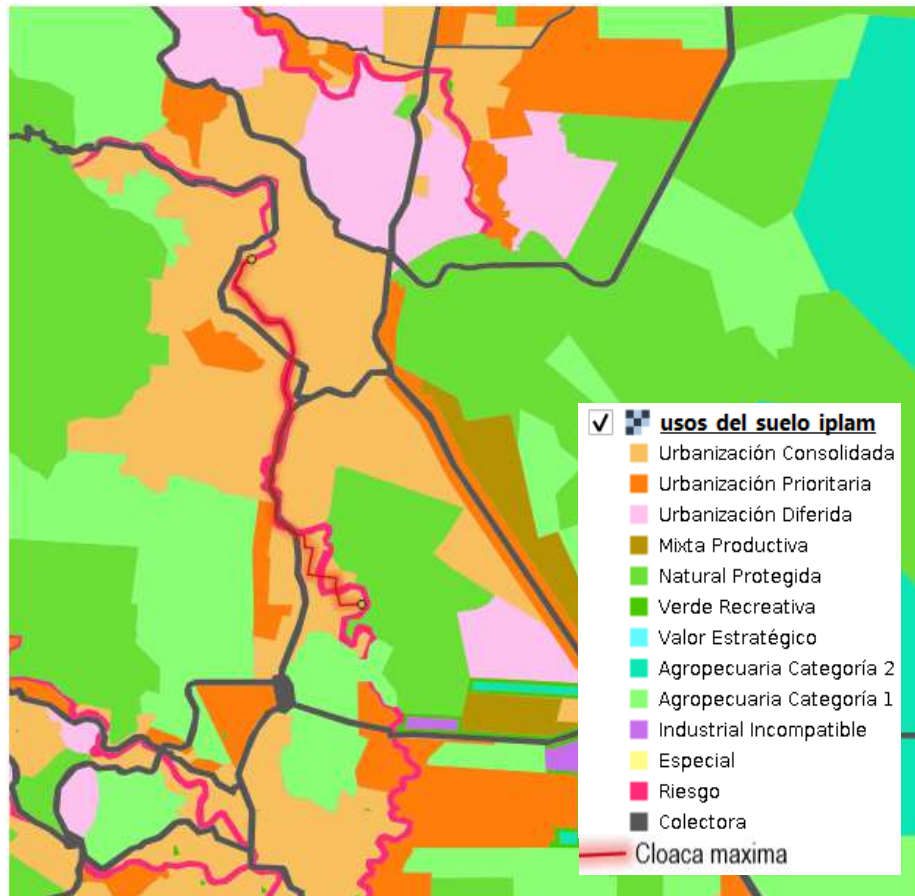 usos del suelo iplam
Urbanización Consolidada
Urbanización Prioritaria
Urbanización Diferida
Mixta Productiva
Natural Protegida
Verde Recreativa
Valor Estratégico
Agropecuaria Categoría 2
Agropecuaria Categoría 1
Industrial Incompatible
Especial
Riesgo
Colectora
Cloaca maxima